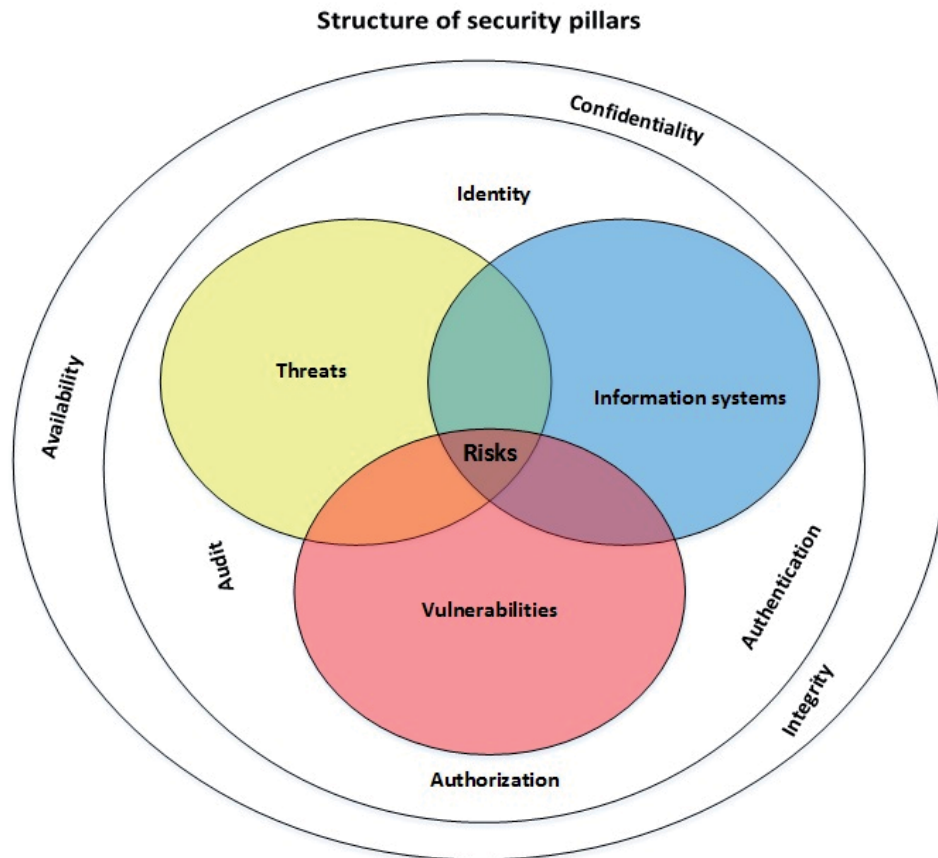 Structure of security pillars
Confidentiality
Identity
Availability
Threats
Information systems
Risks
Audit
Authentication
Vulnerabilities
Integrity
Authorization